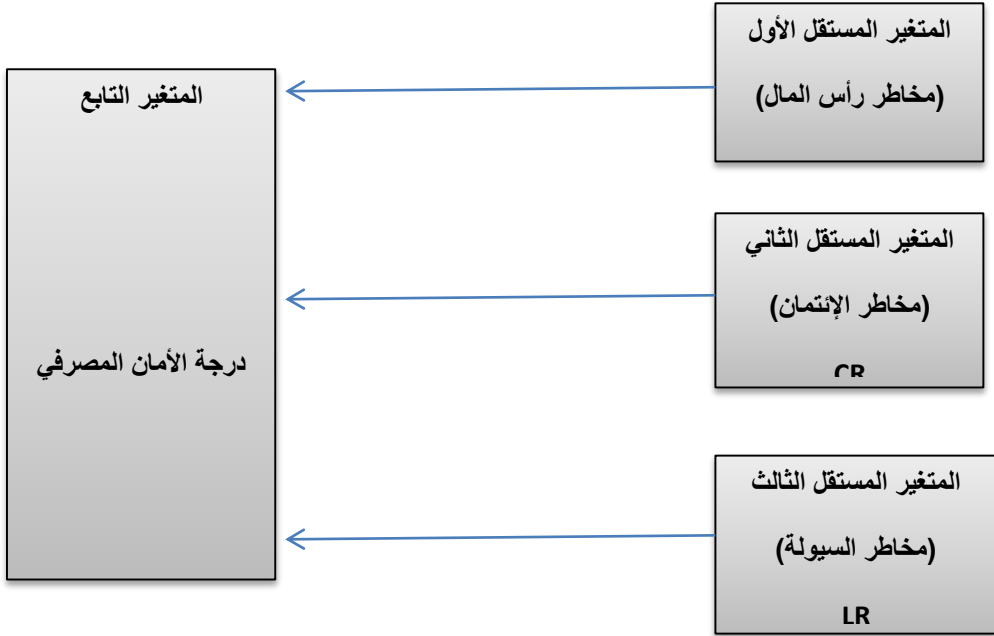 المتغير المستقل الأول
(مخاطر رأس المال)
المتغير التابع
درجة الأمان المصرفي
المتغير المستقل الثاني
(مخاطر الإئتمان)
CR
المتغير المستقل الثالث
(مخاطر السيولة)
LR